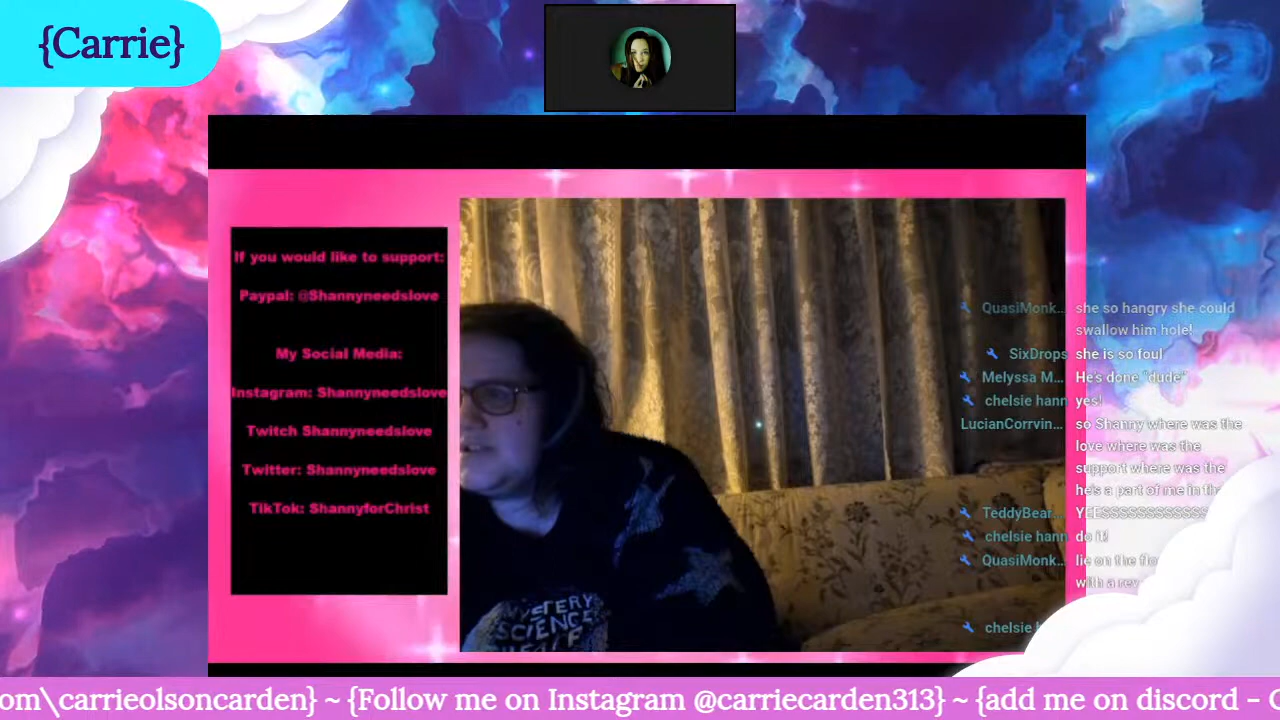 {Carrie}
If you would like to support:
Paypal: @Shannyneedslove
My Social Media:
Instagram: Shannyneedslove
Twitch Shannyneedslove
Twitter: Shannyneedslove
TikTok: ShannyforChrist
MYSTERY
SCIENCE
QuasiMonk... she so hangry she could
swallow him hole!
SixDrops she is so foul
Melyssa M... He's done "dude"
chelsie hann yes!
LucianCorrvin... so Shanny where was the
love where was the
support where was the
he's a part of me in th
TeddyBear... YEESSSSSSSSSSSS
chelsie hann do it!
QuasiMonk... lie on the flo
with a rev
chelsie
om\carrieolsoncarden} ~ {Follow me on Instagram @carriecarden313} ~ {add me on discord - C